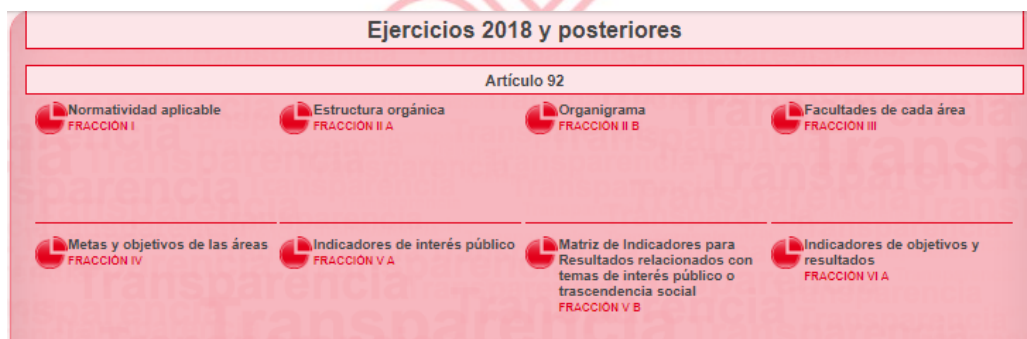 Ejercicios 2018 y posteriores
Artículo 92
Normatividad aplicable
FRACCIÓN I
Estructura orgánica
FRACCIÓN II A
Organigrama
FRACCIÓN II B
Facultades de cada área
FRACCIÓN III
Metas y objetivos de las áreas
FRACCIÓN IV
Indicadores de interés público
FRACCIÓN V A
Matriz de Indicadores para
Resultados relacionados con
temas de interés público o
trascendencia social
FRACCIÓN V B
Indicadores de objetivos y
resultados
FRACCIÓN VI A
Transparencia